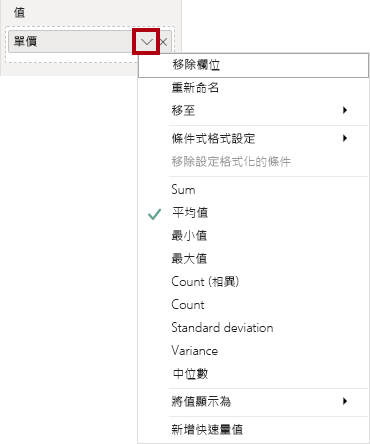 值
單價
移除欄位
重新命名
移至
條件式格式設定
移除設定格式化的條件
Sum
平均值
最小值
最大值
Count (相異)
Count
Standard deviation
Variance
中位數
將值顯示為
新增快速量值